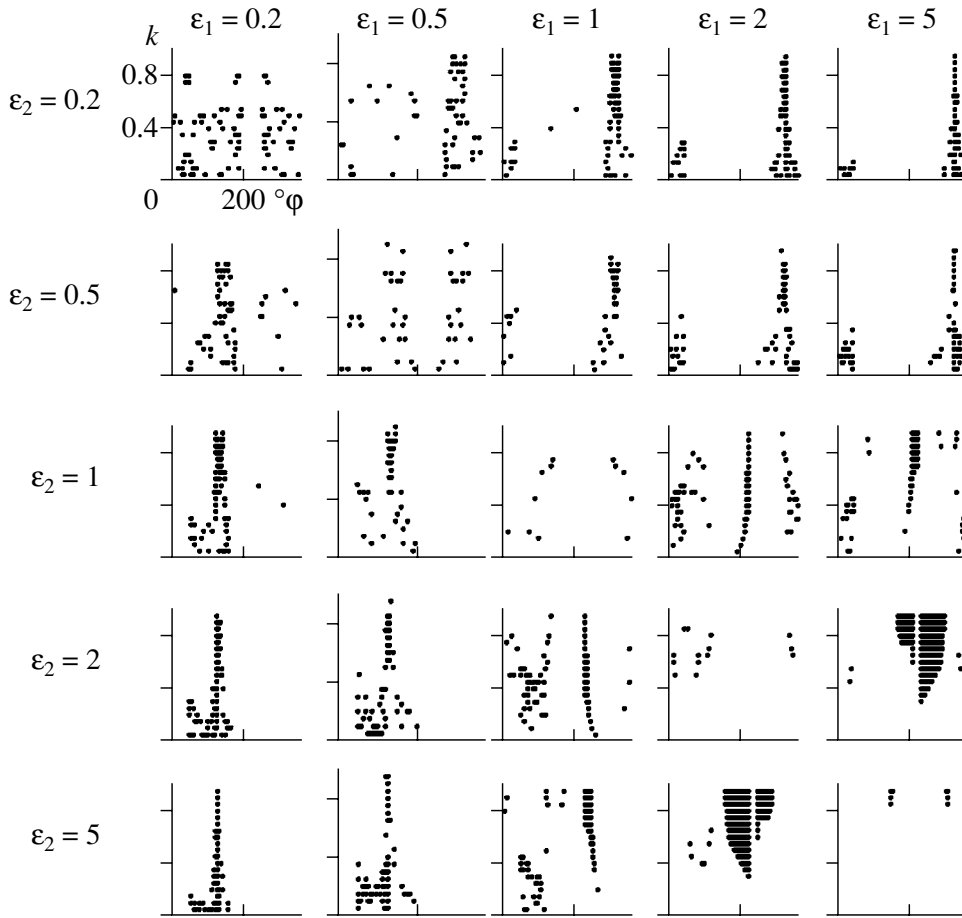 ε₁ = 0.2 ε₁ = 0.5 ε₁ = 1 ε₁ = 2 ε₁ = 5
k
0.8
ε₂ = 0.2
0.4
0 200 °φ
ε₂ = 0.5
ε₂ = 1
ε₂ = 2
ε₂ = 5